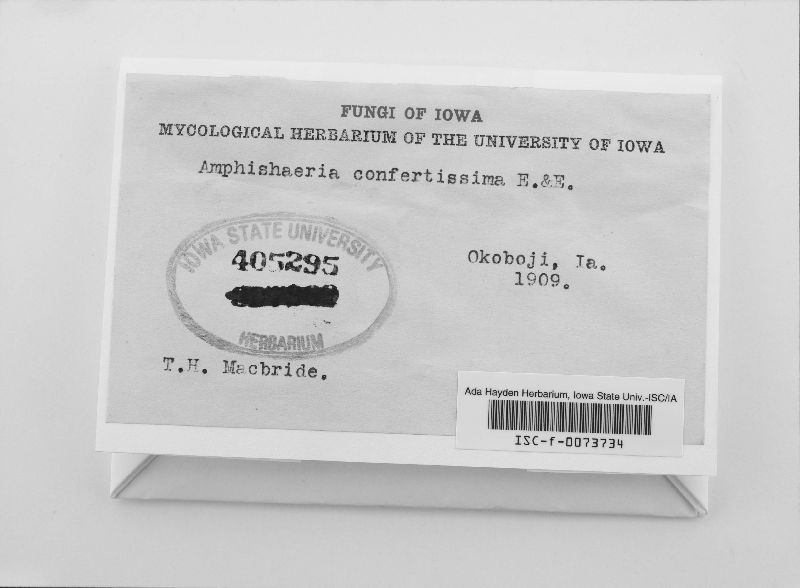 FUNGI OF IOWA
MYCOLOGICAL HERBARIUM OF THE UNIVERSITY OF IOWA
Amphishaeria confertissima E.&E.
IOWA STATE UNIVERSITY
405295
HERBARIUM
Okoboji, Ia.
1909.
T.H. Macbride.
Ada Hayden Herbarium, Iowa State Univ.-ISC/IA
ISC-f-0073734